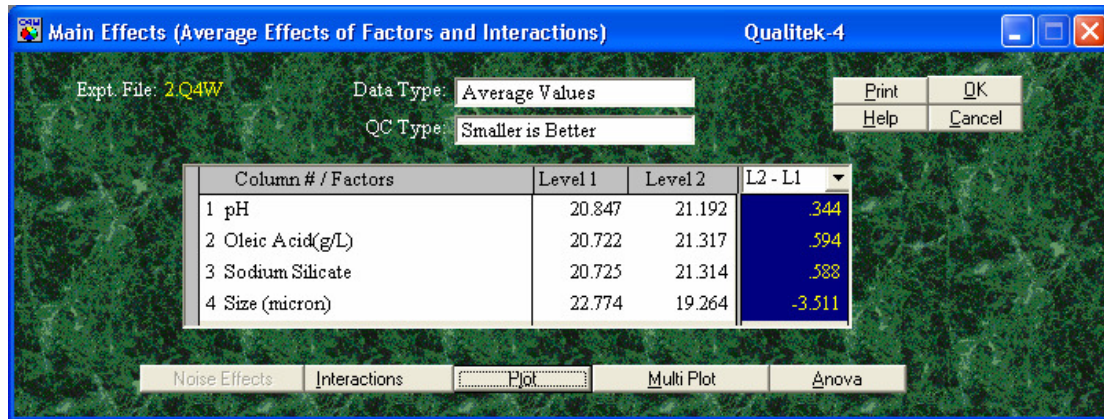 Main Effects (Average Effects of Factors and Interactions) Qualitek-4
Expt. File: 2.Q4W Data Type: Average Values Print OK
QC Type: Smaller is Better Help Cancel
Column # / Factors Level 1 Level 2 L2 - L1
1 pH 20.847 21.192 .344
2 Oleic Acid(g/L) 20.722 21.317 .594
3 Sodium Silicate 20.725 21.314 .588
4 Size (micron) 22.774 19.264 -3.511
Noise Effects Interactions Plot Multi Plot Anova